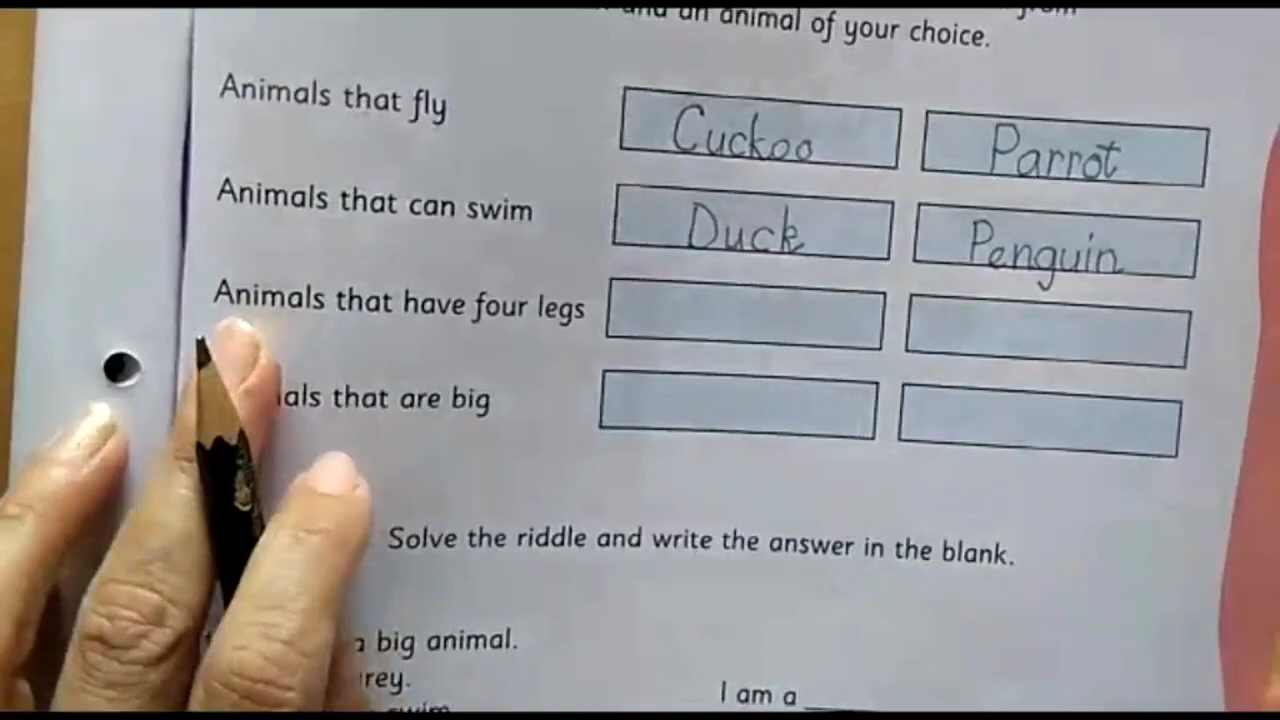 and an animal of your choice.
Animals that fly Cuckoo Parrot
Animals that can swim Duck Penguin
Animals that have four legs
als that are big
Solve the riddle and write the answer in the blank.
a big animal.
rey.
I am a
swim